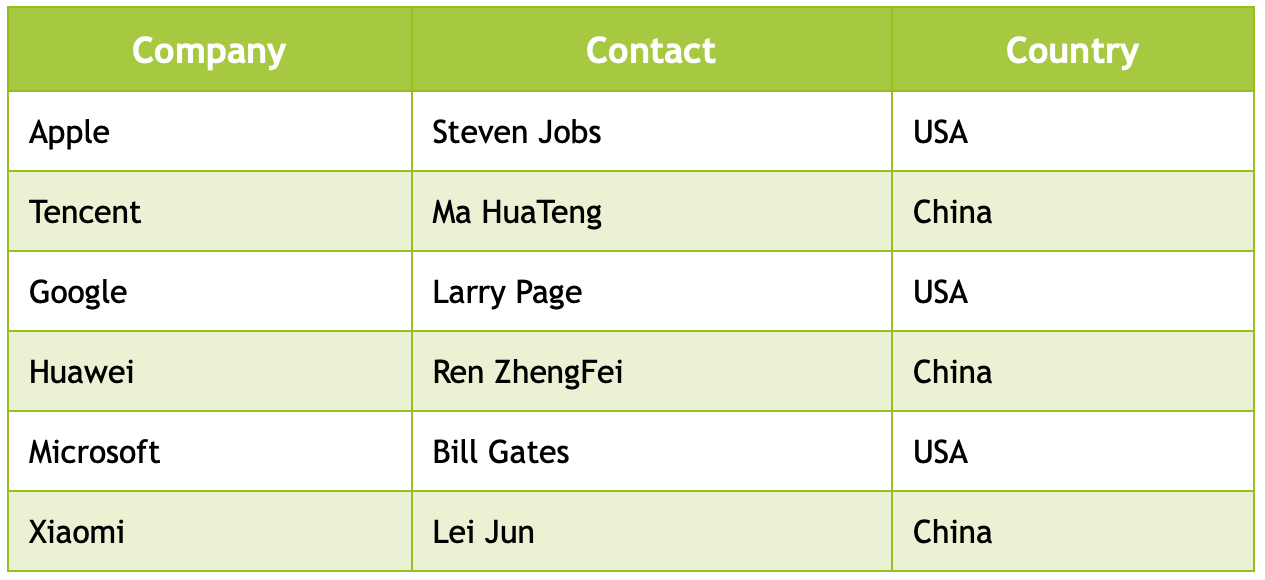 Company Contact Country
Apple Steven Jobs USA
Tencent Ma HuaTeng China
Google Larry Page USA
Huawei Ren ZhengFei China
Microsoft Bill Gates USA
Xiaomi Lei Jun China